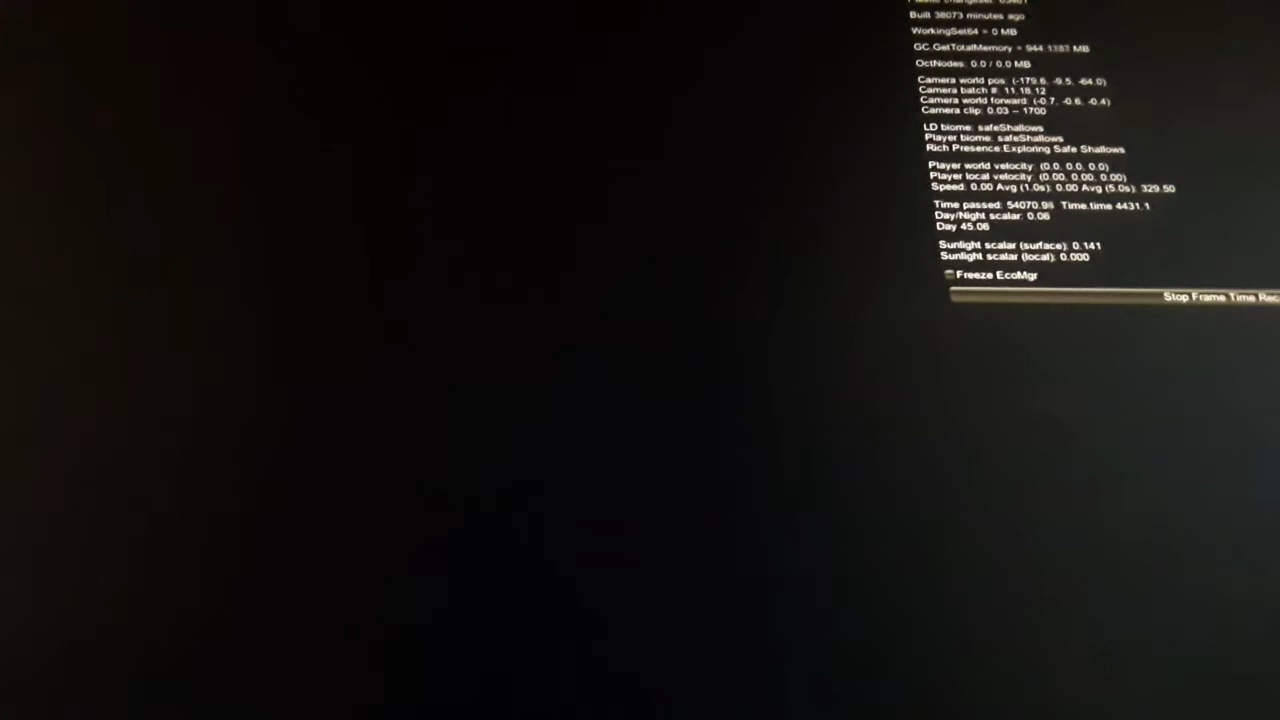 Plastic changeset: 63461
Built 38073 minutes ago
WorkingSet64 = 0 MB
GC.GetTotalMemory = 944.1383 MB
OctNodes: 0.0 / 0.0 MB
Camera world pos: (-179.6, -9.5, -64.0)
Camera batch #: 11.18.12
Camera world forward: (-0.7, -0.6, -0.4)
Camera clip: 0.03 – 1700
LD biome: safeShallows
Player biome: safeShallows
Rich Presence:Exploring Safe Shallows
Player world velocity: (0.0, 0.0, 0.0)
Player local velocity: (0.00, 0.00, 0.00)
Speed: 0.00 Avg (1.0s): 0.00 Avg (5.0s): 329.50
Time passed: 54070.98 Time.time 4431.1
Day/Night scalar: 0.06
Day 45.06
Sunlight scalar (surface): 0.141
Sunlight scalar (local): 0.000
Freeze EcoMgr
Stop Frame Time Rec